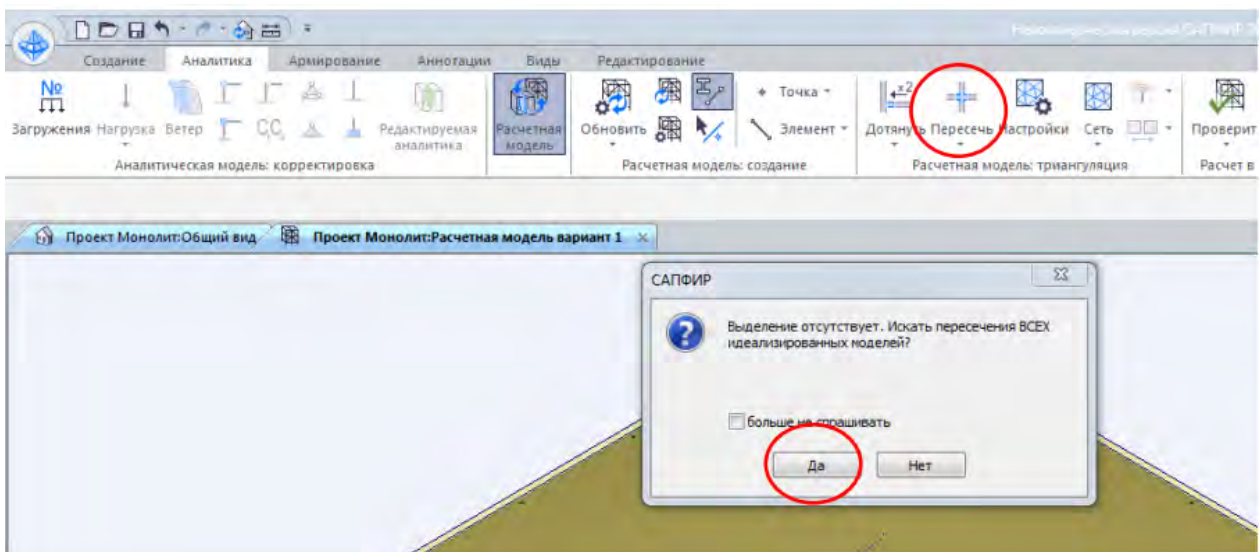 Создание Аналитика Армирование Аннотации Виды Редактирование
№ x2
Загружения Нагрузка Ветер C C Редактируемая аналитика Расчетная модель Обновить Точка Элемент Дотянуть Пересечь Настройки Сеть Проверит
Аналитическая модель: корректировка Расчетная модель: создание Расчетная модель: триангуляция Расчет в
Проект Монолит:Общий вид Проект Монолит:Расчетная модель вариант 1
САПФИР
Выделение отсутствует. Искать пересечения ВСЕХ
идеализированных моделей?
больше не спрашивать
Да Нет